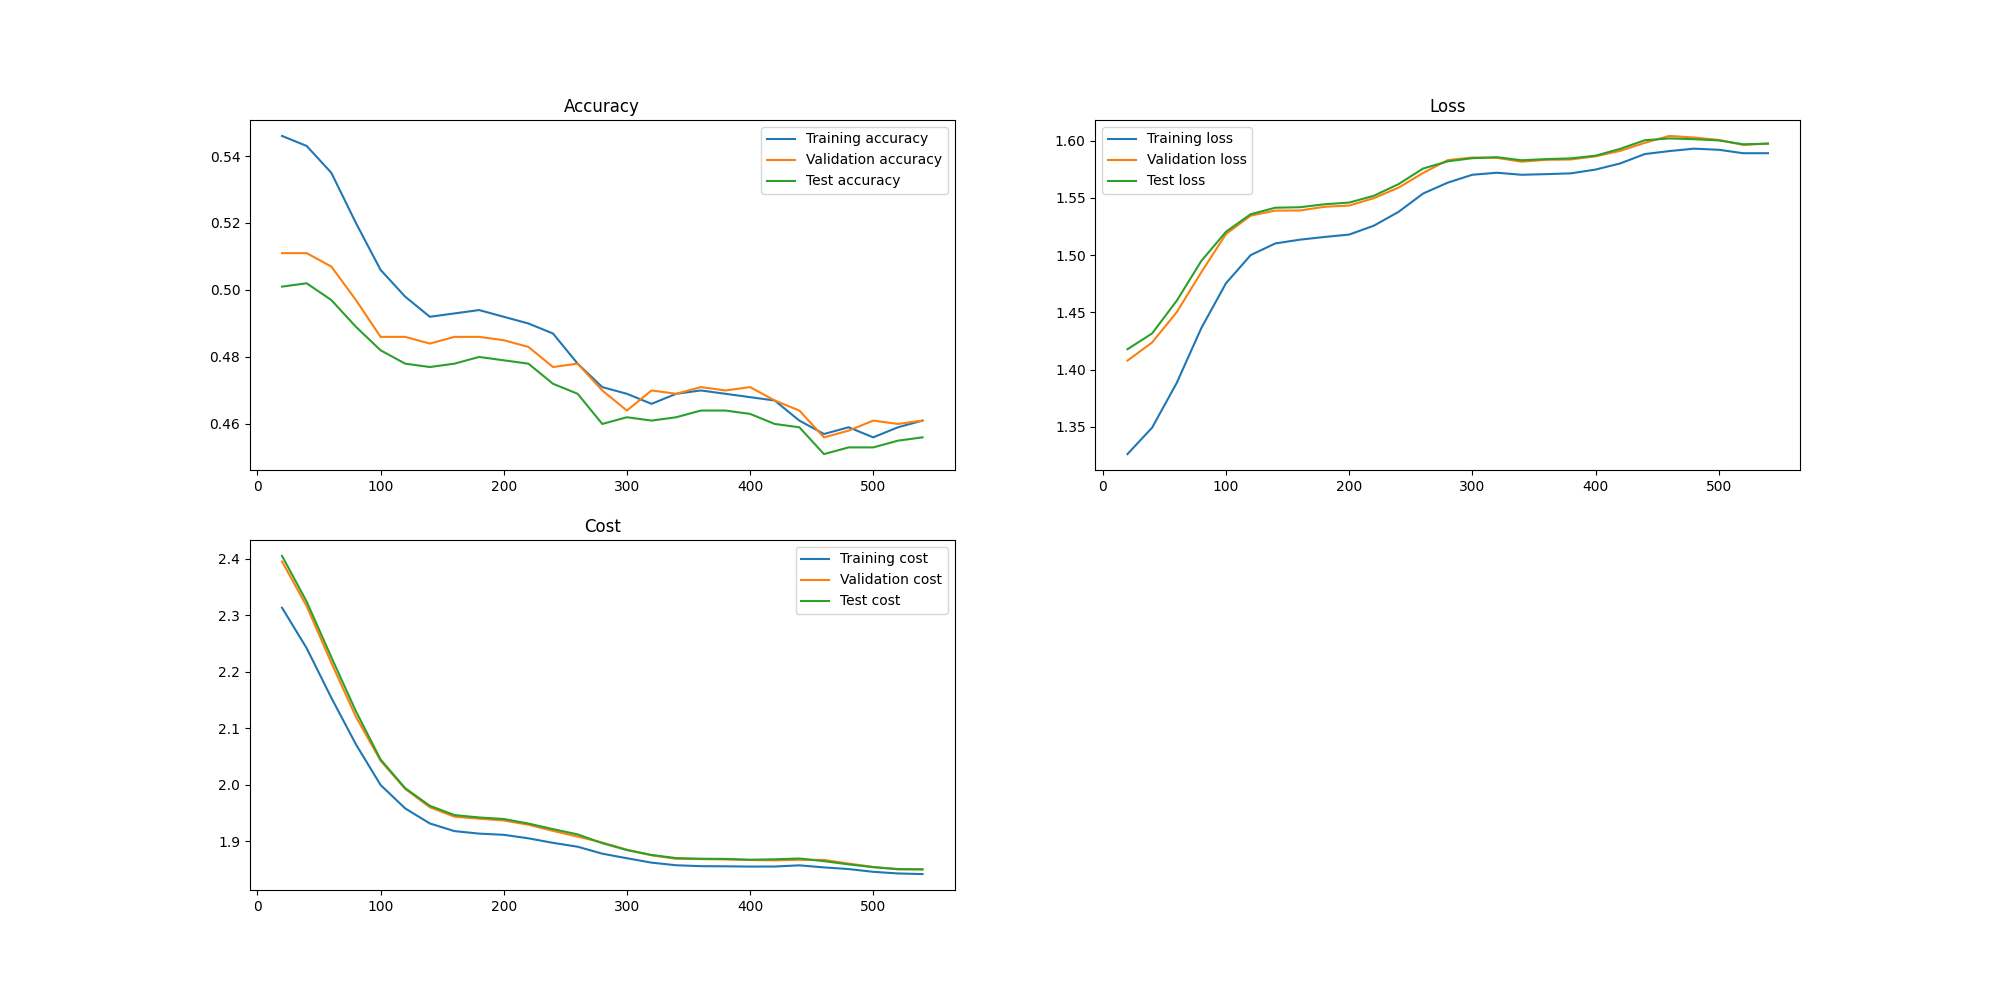 Accuracy
Training accuracy
Validation accuracy
Test accuracy
0.54
0.52
0.50
0.48
0.46
0 100 200 300 400 500
Loss
Training loss
Validation loss
Test loss
1.60
1.55
1.50
1.45
1.40
1.35
0 100 200 300 400 500
Cost
Training cost
Validation cost
Test cost
2.4
2.3
2.2
2.1
2.0
1.9
0 100 200 300 400 500